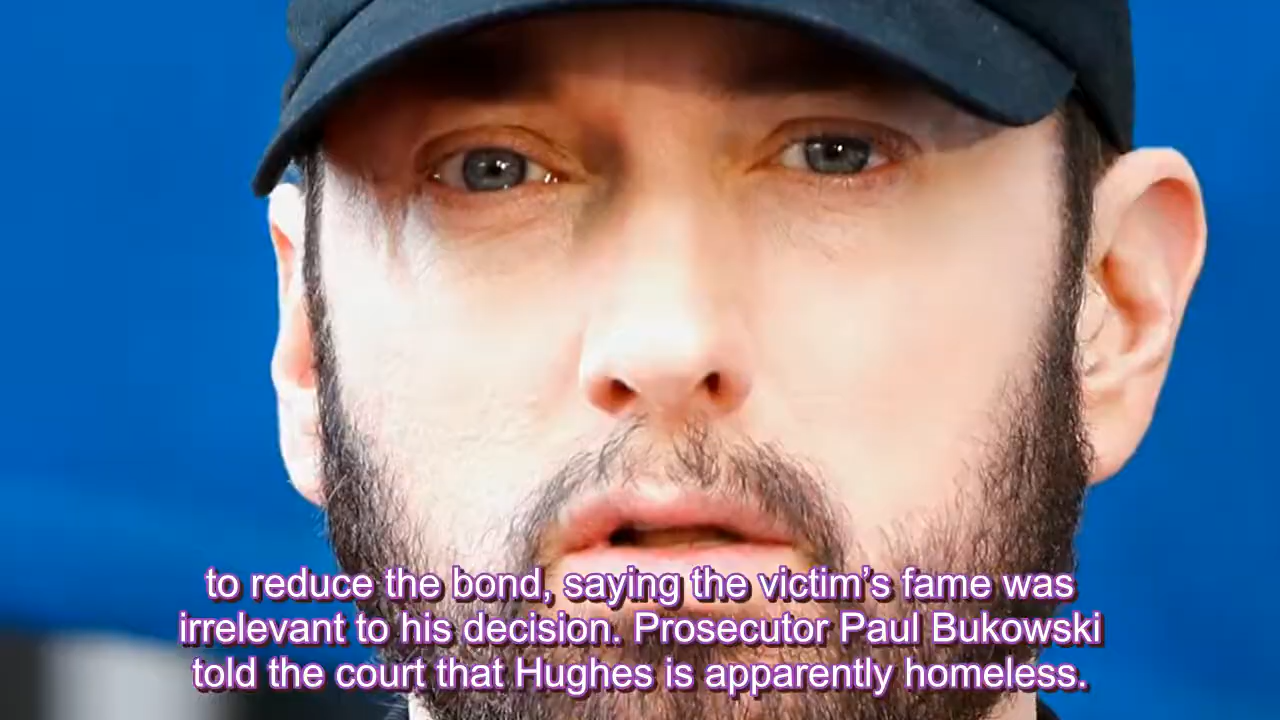 to reduce the bond, saying the victim’s fame was
irrelevant to his decision. Prosecutor Paul Bukowski
told the court that Hughes is apparently homeless.